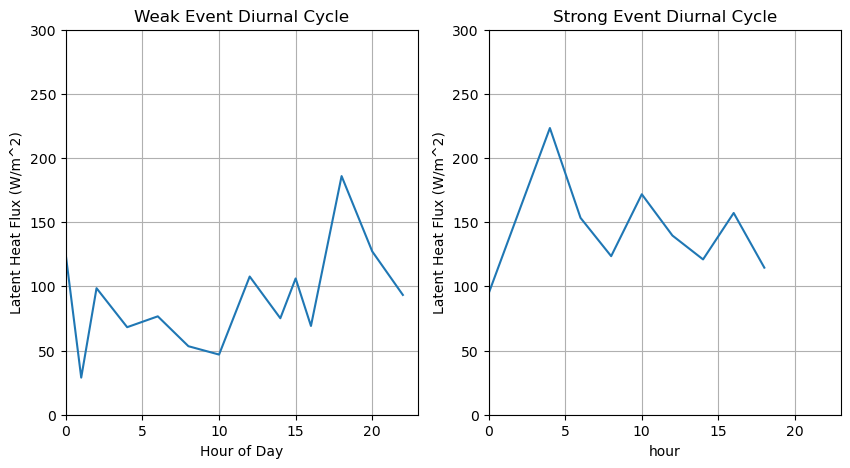 Weak Event Diurnal Cycle
Latent Heat Flux (W/m^2)
300
250
200
150
100
50
0
0 5 10 15 20
Hour of Day
Strong Event Diurnal Cycle
Latent Heat Flux (W/m^2)
300
250
200
150
100
50
0
0 5 10 15 20
hour